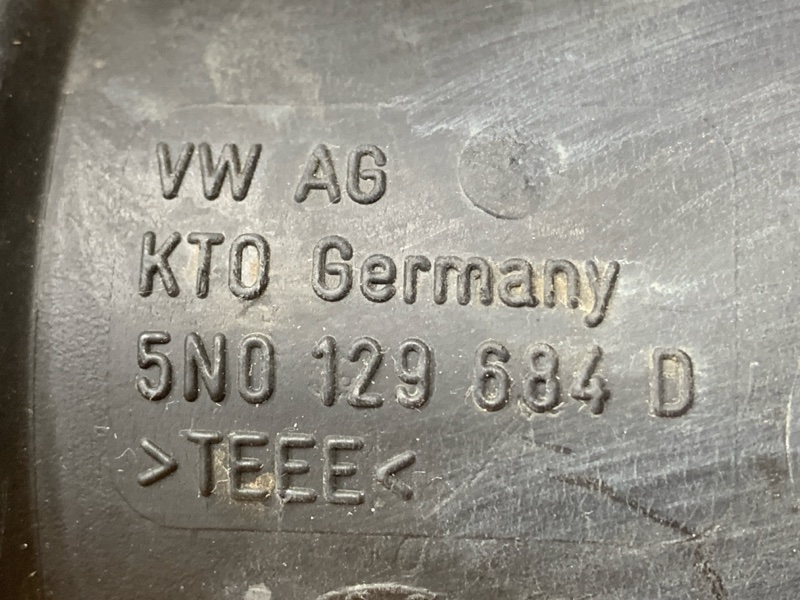 VW AG
KTO Germany
5N0 129 684 D
>TEEE<